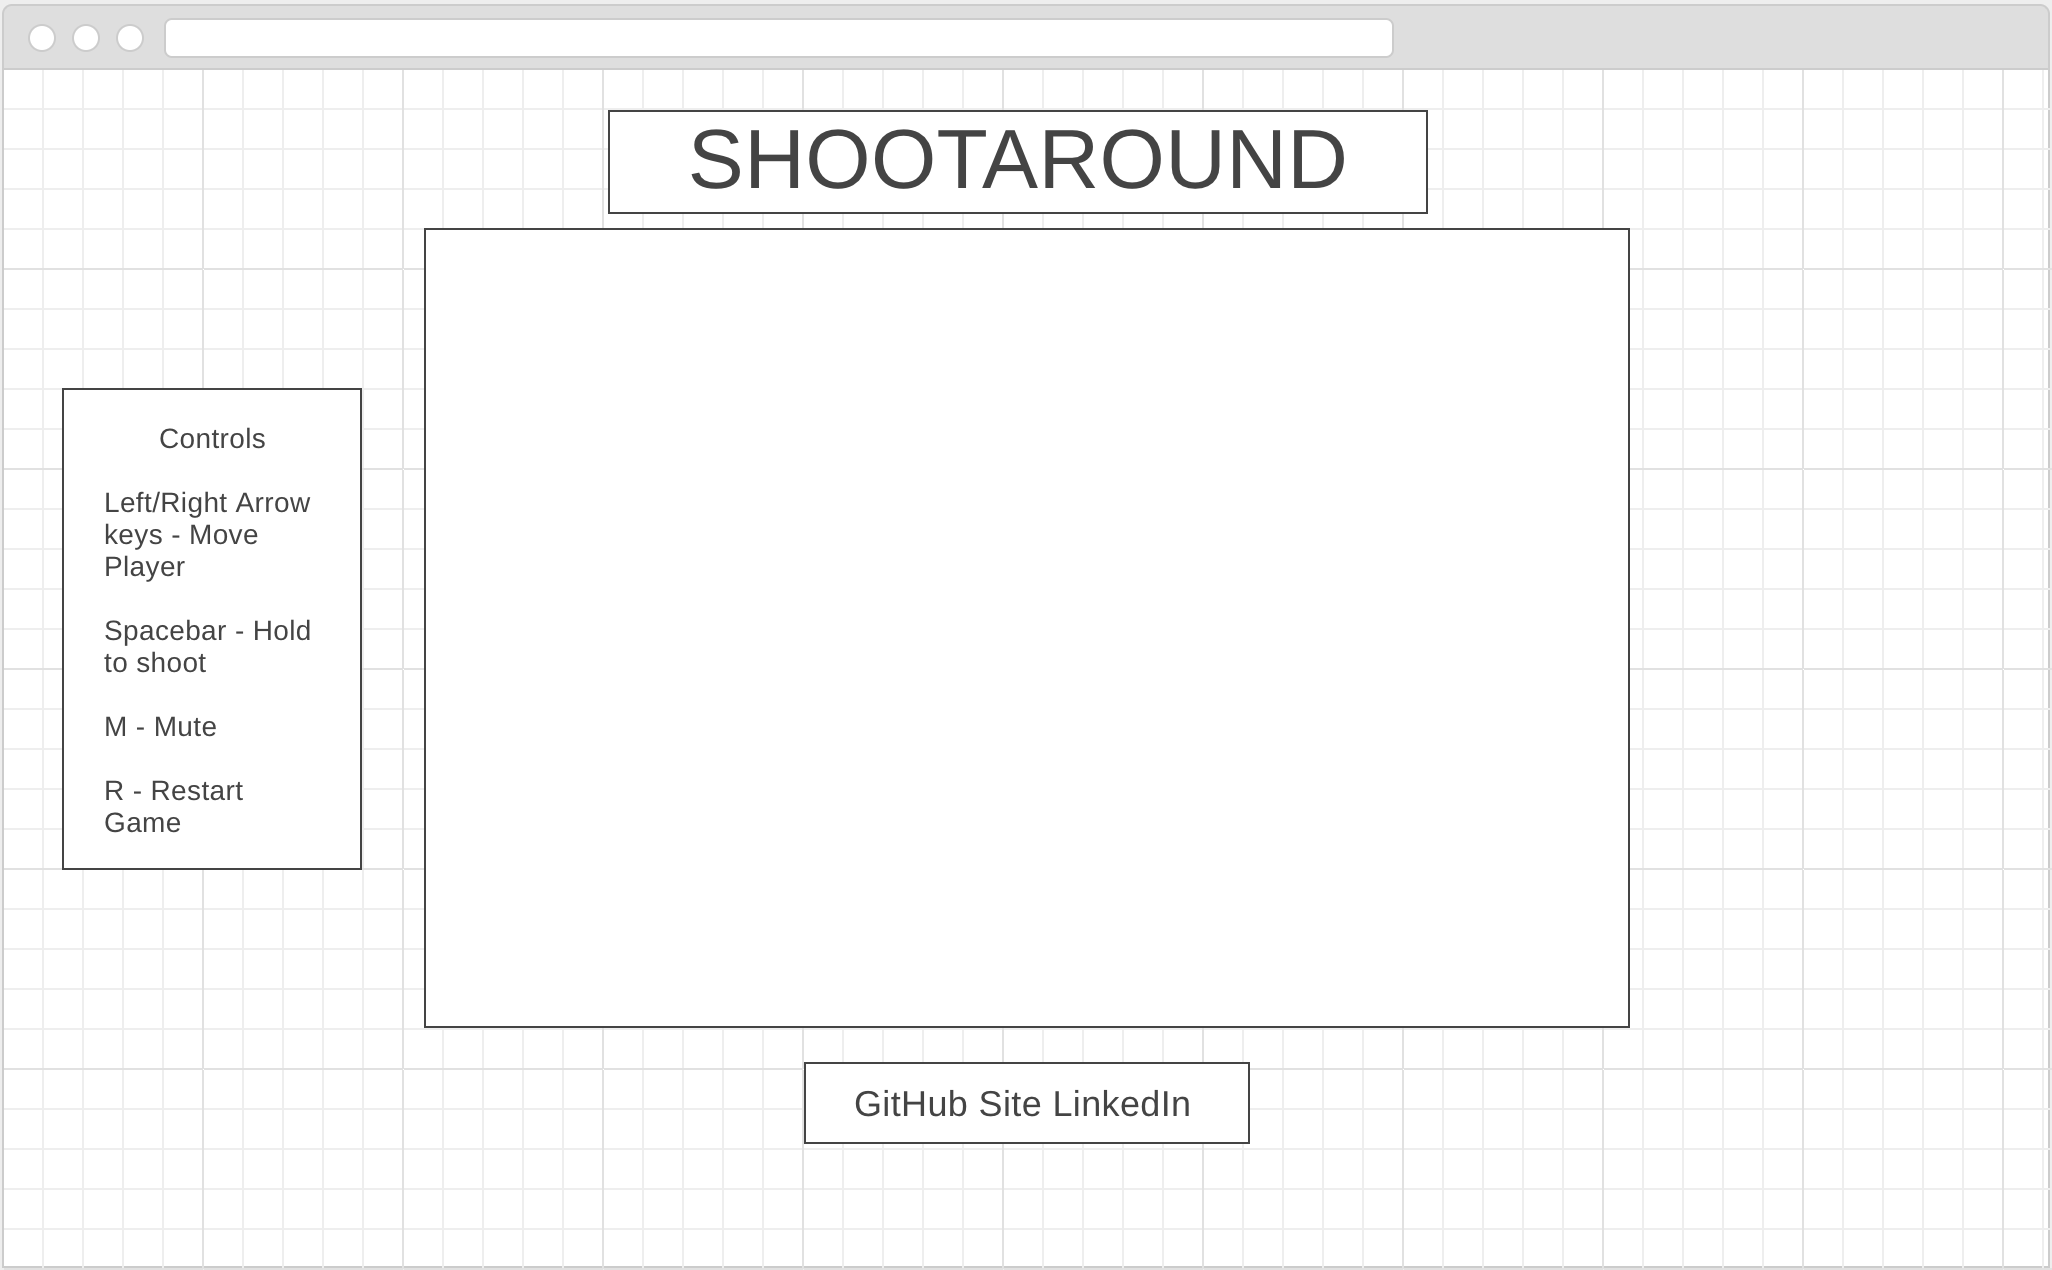 SHOOTAROUND
Controls
Left/Right Arrow
keys - Move
Player
Spacebar - Hold
to shoot
M - Mute
R - Restart
Game
GitHub Site LinkedIn